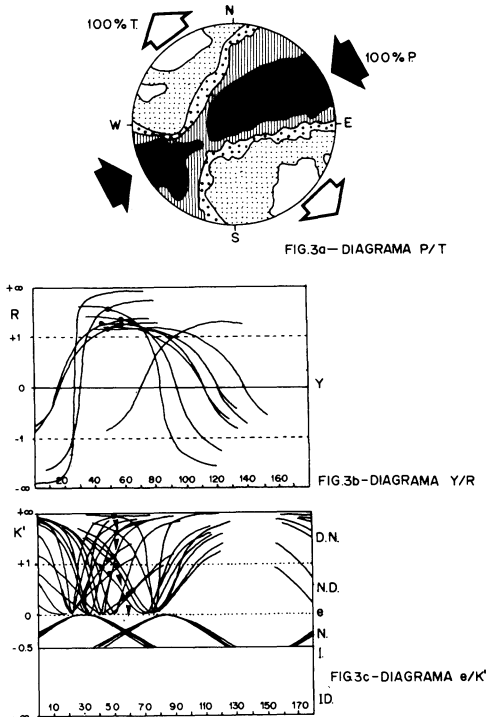 N
100% T.
100% P.
W
E
S
FIG.3a—DIAGRAMA P/T
+∞
R
+1
0
Y
-1
-∞
20 40 60 80 100 120 140 160
FIG.3b-DIAGRAMA Y/R
+∞
K'
D.N.
+1
N.D.
0
e
N.
-0.5
I.
FIG.3c-DIAGRAMA e/K'
I.D.
-∞
10 30 50 70 90 110 130 150 170